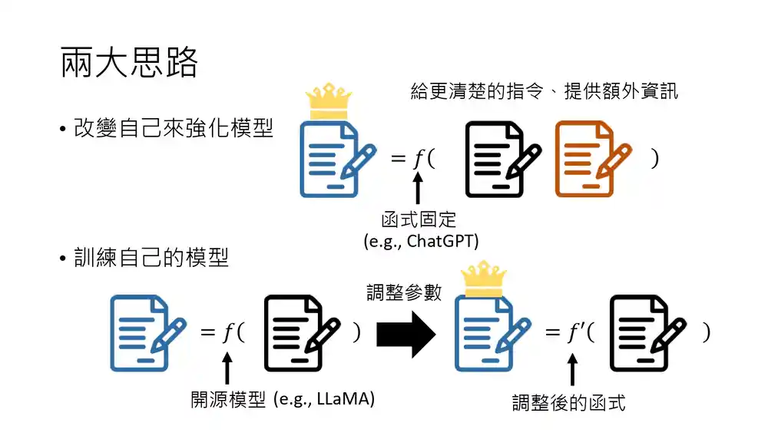 兩大思路
給更清楚的指令、提供額外資訊
• 改變自己來強化模型
= f( )
函式固定
(e.g., ChatGPT)
• 訓練自己的模型
= f( )
調整參數
= f′( )
開源模型 (e.g., LLaMA)
調整後的函式